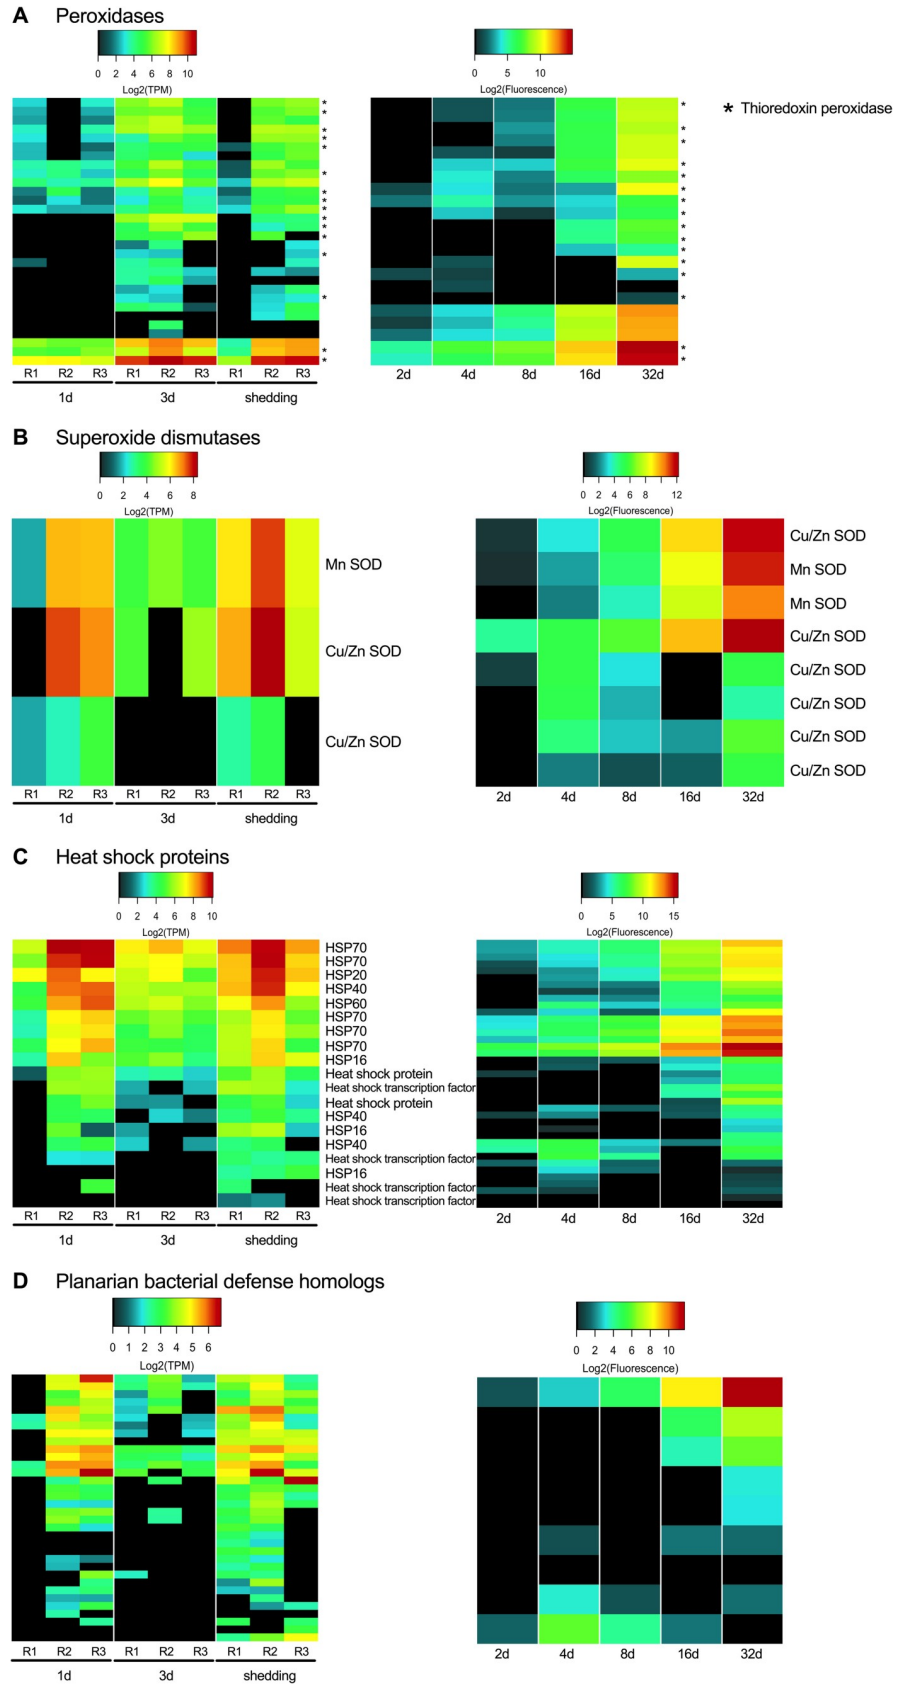 A Peroxidases
0 2 4 6 8 10
Log2(TPM)
0 5 10
Log2(Fluorescence)
* Thioredoxin peroxidase
* * * * * * * * * * * * * * * *
* * * * * * * * * * * * * *
R1 R2 R3 R1 R2 R3 R1 R2 R3
1d 3d shedding
2d 4d 8d 16d 32d
B Superoxide dismutases
0 2 4 6 8
Log2(TPM)
0 2 4 6 8 10 12
Log2(Fluorescence)
Mn SOD
Cu/Zn SOD
Cu/Zn SOD
R1 R2 R3 R1 R2 R3 R1 R2 R3
1d 3d shedding
Cu/Zn SOD
Mn SOD
Mn SOD
Cu/Zn SOD
Cu/Zn SOD
Cu/Zn SOD
Cu/Zn SOD
Cu/Zn SOD
2d 4d 8d 16d 32d
C Heat shock proteins
0 2 4 6 8 10
Log2(TPM)
0 5 10 15
Log2(Fluorescence)
HSP70
HSP70
HSP20
HSP40
HSP60
HSP70
HSP70
HSP70
HSP16
Heat shock protein
Heat shock transcription factor
Heat shock protein
HSP40
HSP16
HSP40
Heat shock transcription factor
HSP16
Heat shock transcription factor
Heat shock transcription factor
R1 R2 R3 R1 R2 R3 R1 R2 R3
1d 3d shedding
2d 4d 8d 16d 32d
D Planarian bacterial defense homologs
0 1 2 3 4 5 6
Log2(TPM)
0 2 4 6 8 10
Log2(Fluorescence)
R1 R2 R3 R1 R2 R3 R1 R2 R3
1d 3d shedding
2d 4d 8d 16d 32d